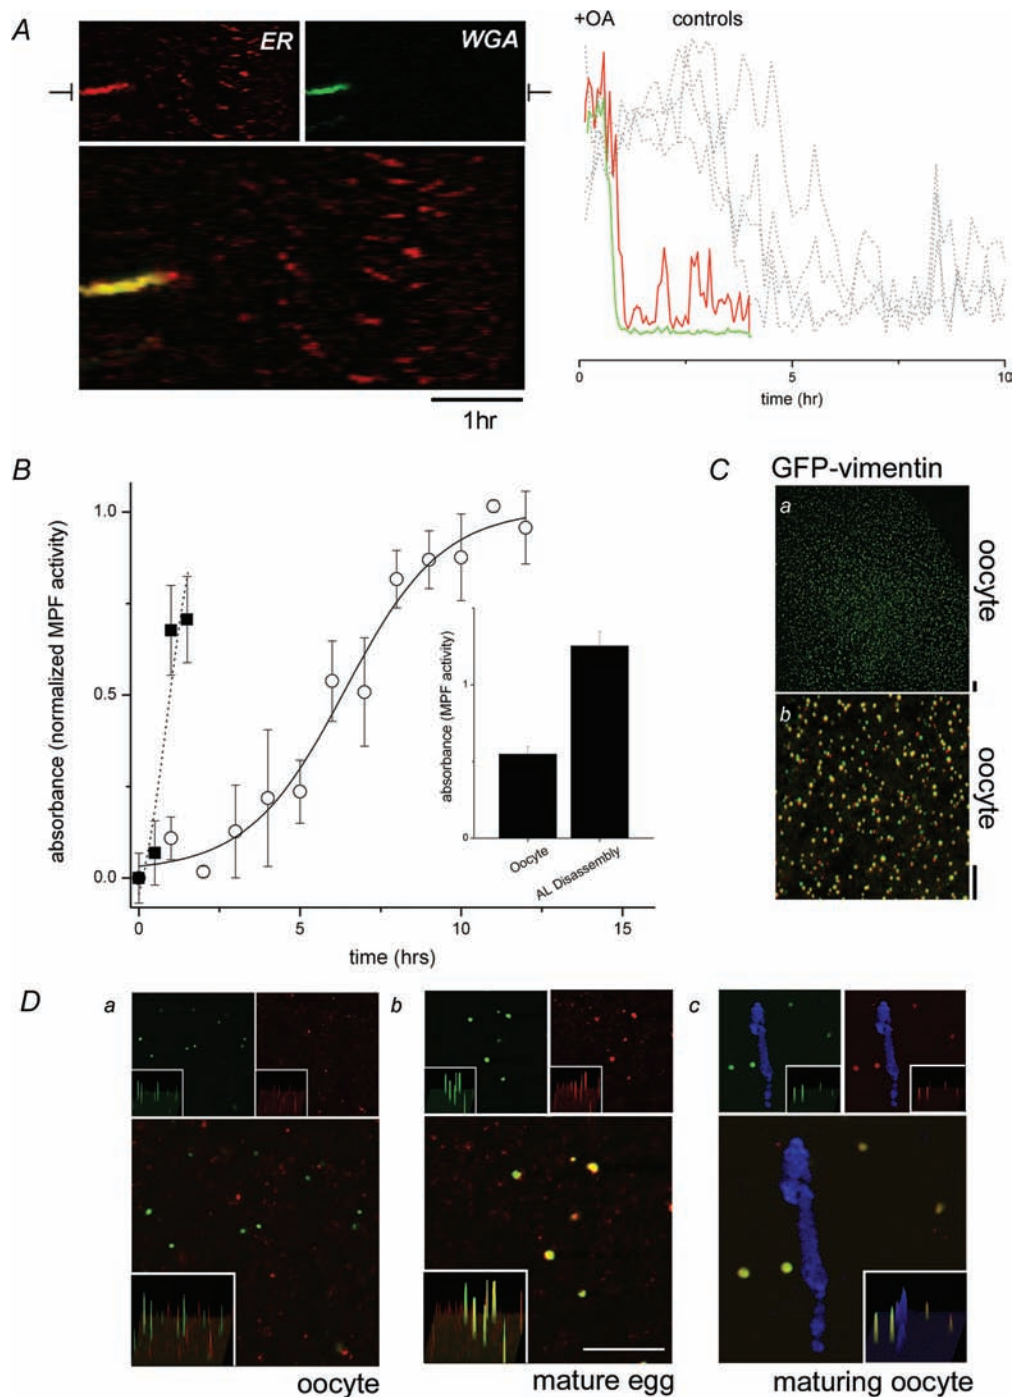 A
ER
WGA
1hr
+OA controls
0 5 10
time (hr)
B
absorbance (normalized MPF activity)
1.0
0.5
0.0
0 5 10 15
time (hrs)
absorbance (MPF activity)
1
0
Oocyte
AL Disassembly
C GFP-vimentin
a
oocyte
b
oocyte
D
a
oocyte
b
mature egg
c
maturing oocyte